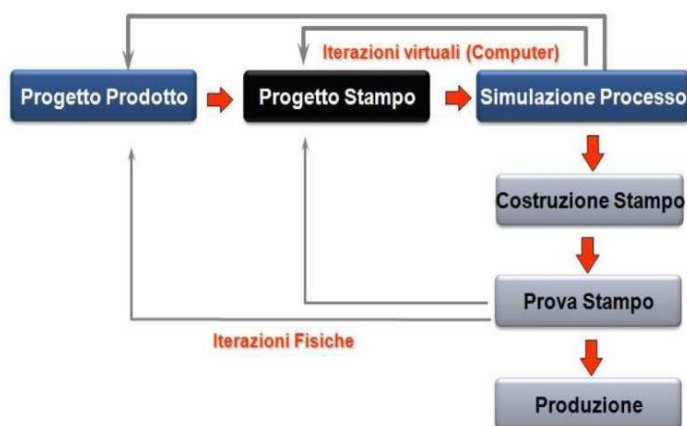 Iterazioni virtuali (Computer)
Progetto Prodotto
Progetto Stampo
Simulazione Processo
Costruzione Stampo
Prova Stampo
Iterazioni Fisiche
Produzione